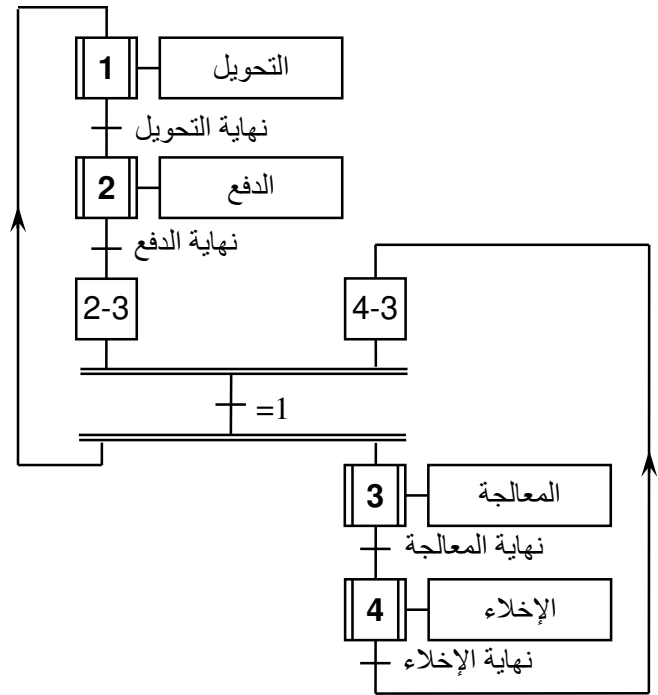 1 التحويل
نهاية التحويل
2 الدفع
نهاية الدفع
2-3 4-3
=1
3 المعالجة
نهاية المعالجة
4 الإخلاء
نهاية الإخلاء